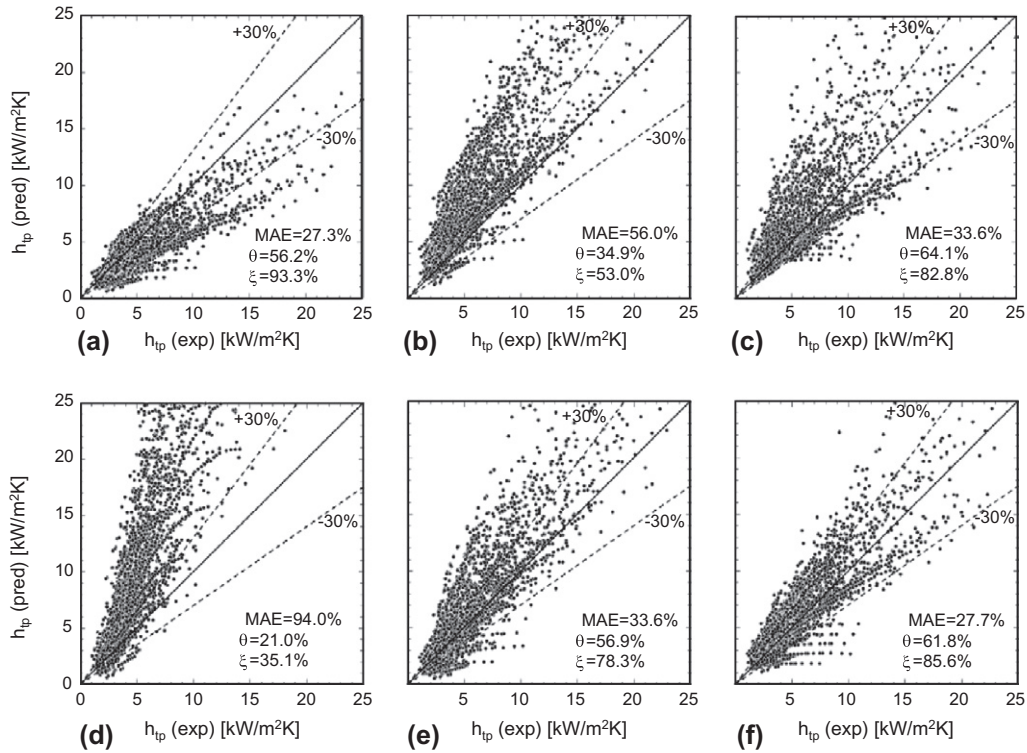 25
20
15
10
5
0
h_tp (pred) [kW/m²K]
+30%
-30%
MAE=27.3%
θ=56.2%
ξ=93.3%
0 5 10 15 20 25
(a) h_tp (exp) [kW/m²K]
+30%
-30%
MAE=56.0%
θ=34.9%
ξ=53.0%
5 10 15 20 25
(b) h_tp (exp) [kW/m²K]
+30%
-30%
MAE=33.6%
θ=64.1%
ξ=82.8%
5 10 15 20 25
(c) h_tp (exp) [kW/m²K]
25
20
15
10
5
0
h_tp (pred) [kW/m²K]
+30%
-30%
MAE=94.0%
θ=21.0%
ξ=35.1%
0 5 10 15 20 25
(d) h_tp (exp) [kW/m²K]
+30%
-30%
MAE=33.6%
θ=56.9%
ξ=78.3%
5 10 15 20 25
(e) h_tp (exp) [kW/m²K]
+30%
-30%
MAE=27.7%
θ=61.8%
ξ=85.6%
5 10 15 20 25
(f) h_tp (exp) [kW/m²K]